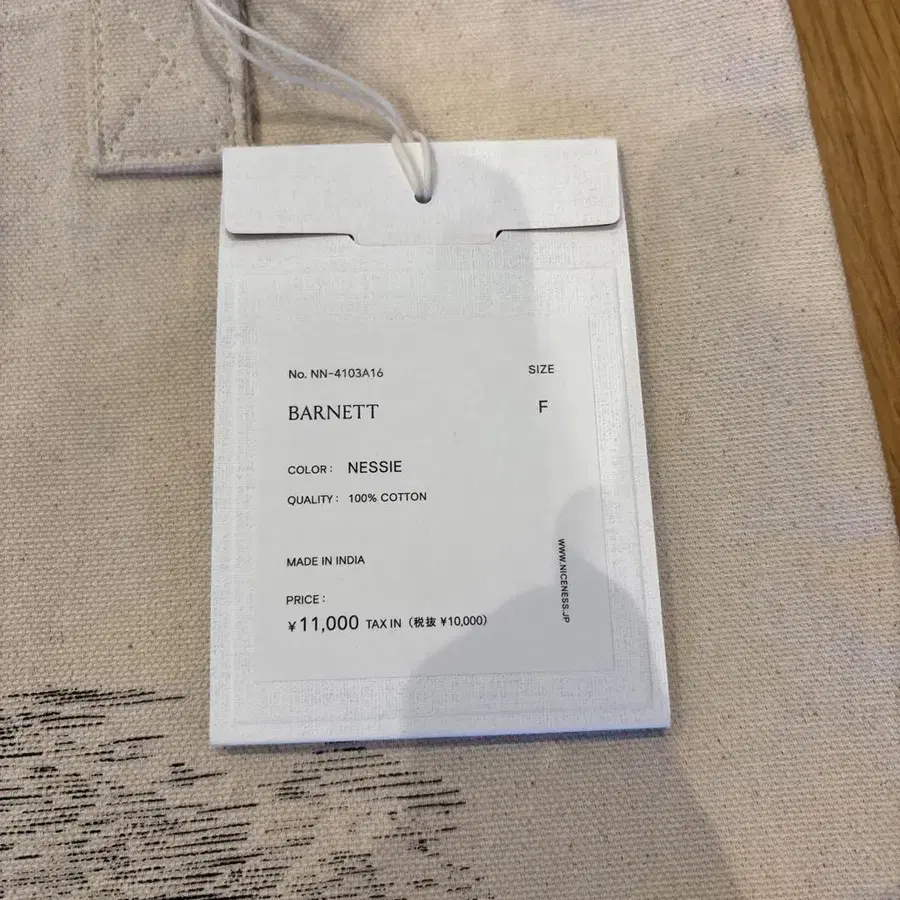 No. NN-4103A16
SIZE
BARNETT
F
COLOR : NESSIE
QUALITY : 100% COTTON
MADE IN INDIA
PRICE :
¥11,000 TAX IN (税抜 ¥10,000)
WWW.NICENESS.JP